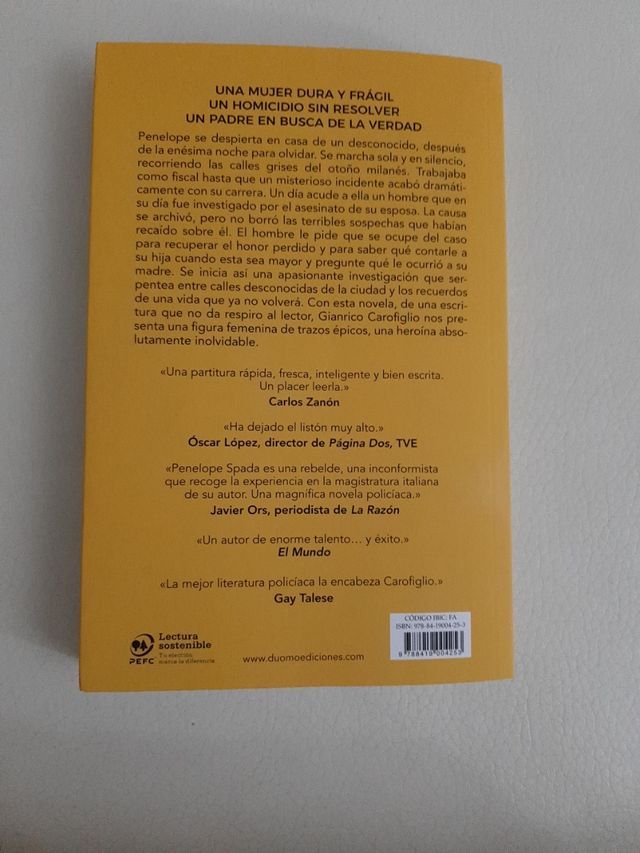 UNA MUJER DURA Y FRÁGIL
UN HOMICIDIO SIN RESOLVER
UN PADRE EN BUSCA DE LA VERDAD
Penelope se despierta en casa de un desconocido, después
de la enésima noche para olvidar. Se marcha sola y en silencio,
recorriendo las calles grises del otoño milanés. Trabajaba
como fiscal hasta que un misterioso incidente acabó dramáti-
camente con su carrera. Un día acude a ella un hombre que en
su día fue investigado por el asesinato de su esposa. La causa
se archivó, pero no borró las terribles sospechas que habían
recaído sobre él. El hombre le pide que se ocupe del caso
para recuperar el honor perdido y para saber qué contarle a
su hija cuando esta sea mayor y pregunte qué le ocurrió a su
madre. Se inicia así una apasionante investigación que ser-
pentea entre calles desconocidas de la ciudad y los recuerdos
de una vida que ya no volverá. Con esta novela, de una escri-
tura que no da respiro al lector, Gianrico Carofiglio nos pre-
senta una figura femenina de trazos épicos, una heroína abso-
lutamente inolvidable.
«Una partitura rápida, fresca, inteligente y bien escrita.
Un placer leerla.»
Carlos Zanón
«Ha dejado el listón muy alto.»
Óscar López, director de Página Dos, TVE
«Penelope Spada es una rebelde, una inconformista
que recoge la experiencia en la magistratura italiana
de su autor. Una magnífica novela policíaca.»
Javier Ors, periodista de La Razón
«Un autor de enorme talento… y éxito.»
El Mundo
«La mejor literatura policíaca la encabeza Carofiglio.»
Gay Talese
CÓDIGO IBIC: FA
ISBN: 978-84-19004-25-3
9 788419 004253
PEFC
Lectura
sostenible
Tu elección
marca la diferencia
www.duomoediciones.com